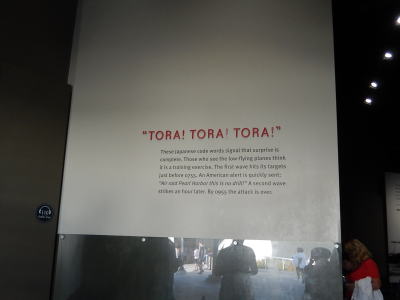 "TORA! TORA! TORA!"
These Japanese code words signal that surprise is
complete. Those who see the low flying planes think
it is a training exercise. The first wave hits its targets
just before 0755. An American alert is quickly sent:
"Air raid Pearl Harbor this is no drill!" A second wave
strikes an hour later. By 0955 the attack is over.